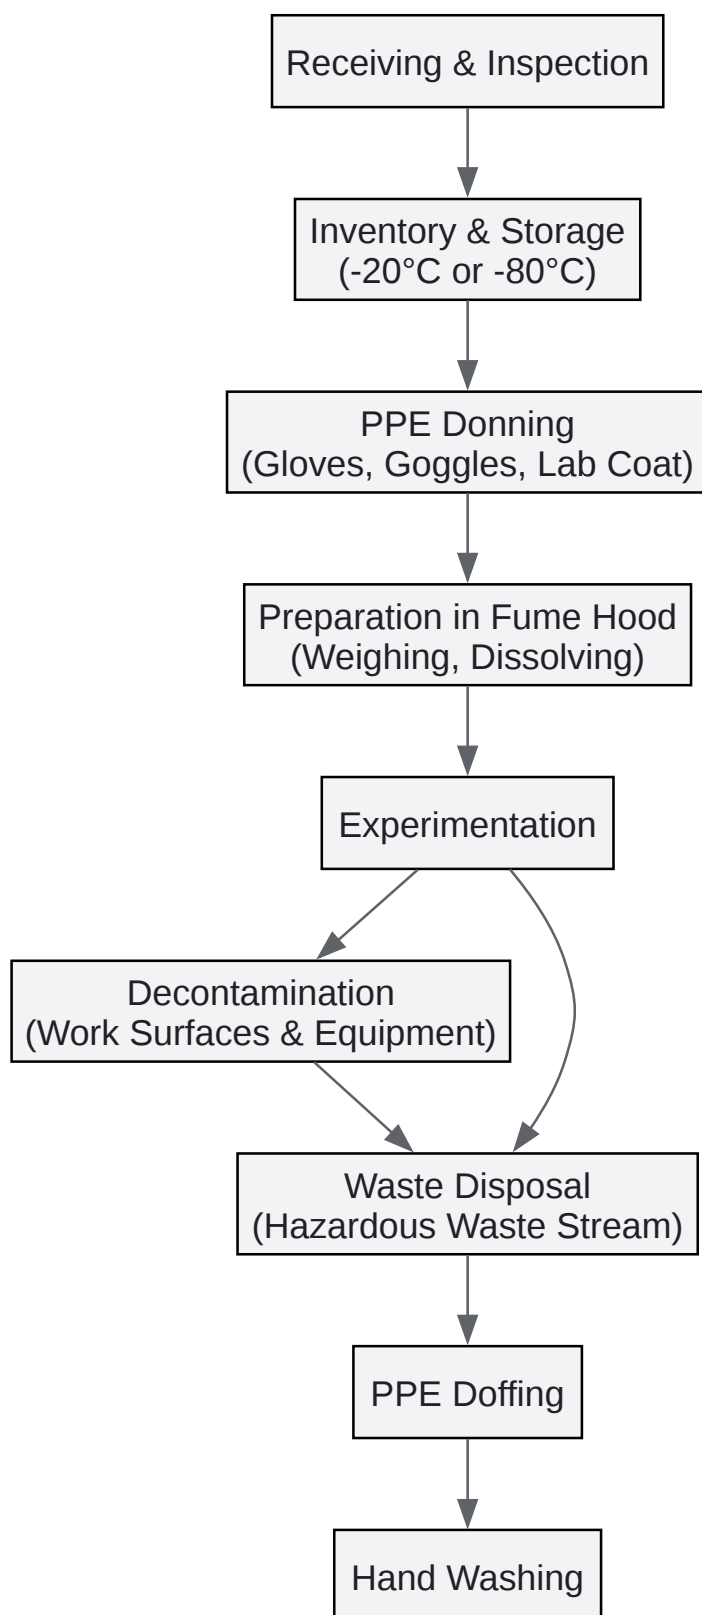 Receiving & Inspection
Inventory & Storage
(-20°C or -80°C)
PPE Donning
(Gloves, Goggles, Lab Coat)
Preparation in Fume Hood
(Weighing, Dissolving)
Experimentation
Decontamination
(Work Surfaces & Equipment)
Waste Disposal
(Hazardous Waste Stream)
PPE Doffing
Hand Washing